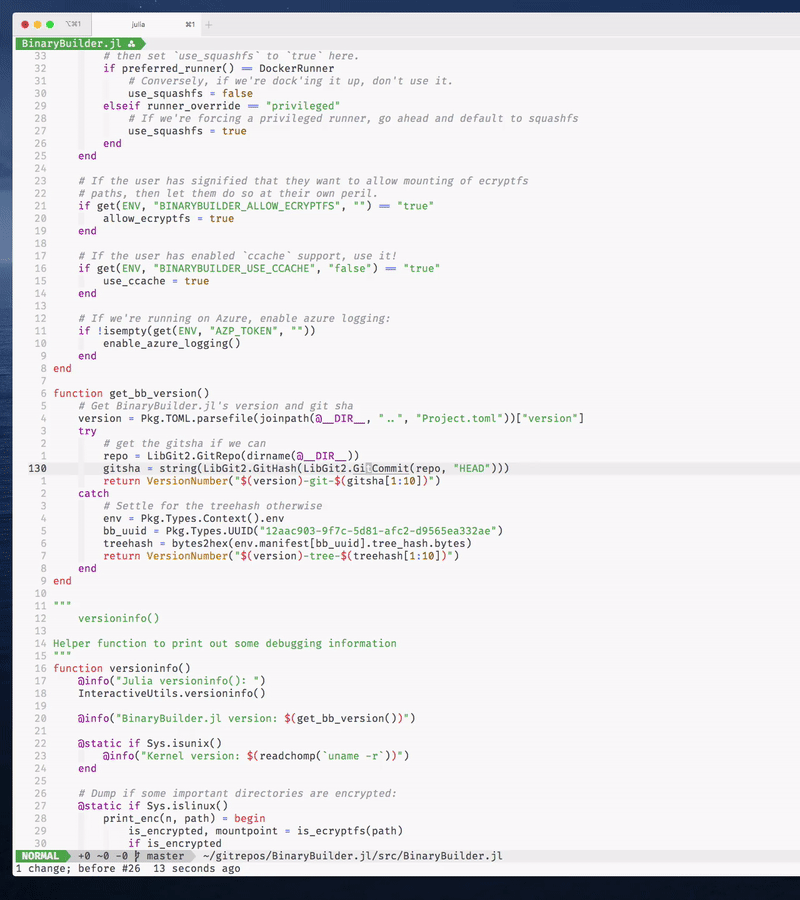 ⌥⌘1 julia ⌘1 +
BinaryBuilder.jl
33         # then set `use_squashfs` to `true` here.
32         if preferred_runner() == DockerRunner
31             # Conversely, if we're dock'ing it up, don't use it.
30             use_squashfs = false
29         elseif runner_override == "privileged"
28             # If we're forcing a privileged runner, go ahead and default to squashfs
27             use_squashfs = true
26         end
25     end
24
23     # If the user has signified that they want to allow mounting of ecryptfs
22     # paths, then let them do so at their own peril.
21     if get(ENV, "BINARYBUILDER_ALLOW_ECRYPTFS", "") == "true"
20         allow_ecryptfs = true
19     end
18
17     # If the user has enabled `ccache` support, use it!
16     if get(ENV, "BINARYBUILDER_USE_CCACHE", "false") == "true"
15         use_ccache = true
14     end
13
12     # If we're running on Azure, enable azure logging:
11     if !isempty(get(ENV, "AZP_TOKEN", ""))
10         enable_azure_logging()
9     end
8 end
7
6 function get_bb_version()
5     # Get BinaryBuilder.jl's version and git sha
4     version = Pkg.TOML.parsefile(joinpath(@__DIR__, "..", "Project.toml"))["version"]
3     try
2         # get the gitsha if we can
1         repo = LibGit2.GitRepo(dirname(@__DIR__))
130         gitsha = string(LibGit2.GitHash(LibGit2.GitCommit(repo, "HEAD")))
1         return VersionNumber("$(version)-git-$(gitsha[1:10])")
2     catch
3         # Settle for the treehash otherwise
4         env = Pkg.Types.Context().env
5         bb_uuid = Pkg.Types.UUID("12aac903-9f7c-5d81-afc2-d9565ea332ae")
6         treehash = bytes2hex(env.manifest[bb_uuid].tree_hash.bytes)
7         return VersionNumber("$(version)-tree-$(treehash[1:10])")
8     end
9 end
10
11 """
12     versioninfo()
13
14 Helper function to print out some debugging information
15 """
16 function versioninfo()
17     @info("Julia versioninfo(): ")
18     InteractiveUtils.versioninfo()
19
20     @info("BinaryBuilder.jl version: $(get_bb_version())")
21
22     @static if Sys.isunix()
23         @info("Kernel version: $(readchomp(`uname -r`))")
24     end
25
26     # Dump if some important directories are encrypted:
27     @static if Sys.islinux()
28         print_enc(n, path) = begin
29             is_encrypted, mountpoint = is_ecryptfs(path)
30             if is_encrypted
NORMAL +0 ~0 -0 master ~/gitrepos/BinaryBuilder.jl/src/BinaryBuilder.jl
1 change; before #26  13 seconds ago